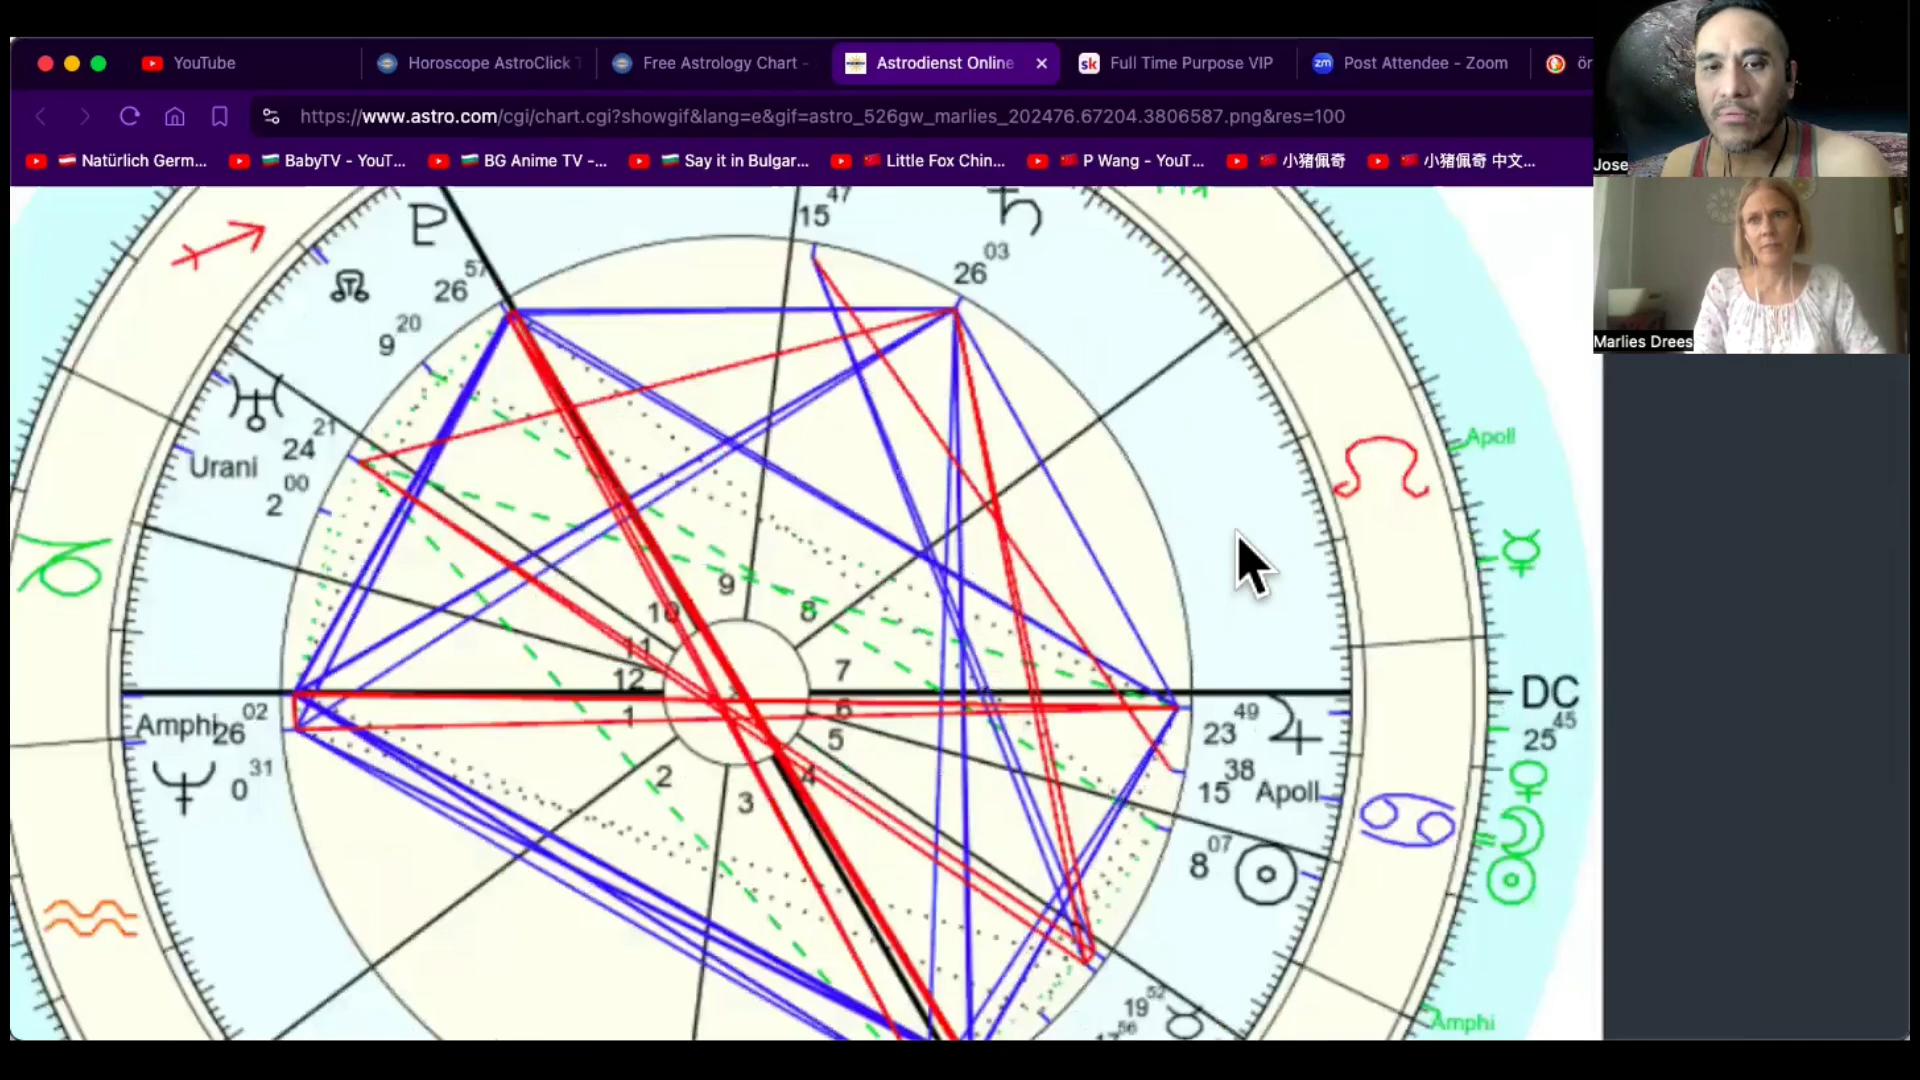 YouTube
Horoscope AstroClick T
Free Astrology Chart -
Astrodienst Online
Full Time Purpose VIP
Post Attendee - Zoom
ör
https://www.astro.com/cgi/chart.cgi?showgif&lang=e&gif=astro_526gw_marlies_202476.67204.3806587.png&res=100
Natürlich Germ...
BabyTV - YouT...
BG Anime TV -...
Say it in Bulgar...
Little Fox Chin...
P Wang - YouT...
小猪佩奇
小猪佩奇 中文...
Jose
Marlies Drees
15 47
26 03
26 57
9 20
24 21
Urani
2 00
Apoll
9
10
8
11
7
12
6
1
5
2
4
3
DC
25 45
Amphi 26 02
0 31
23 49
15 38 Apoll
8 07
19 52
56
Amphi